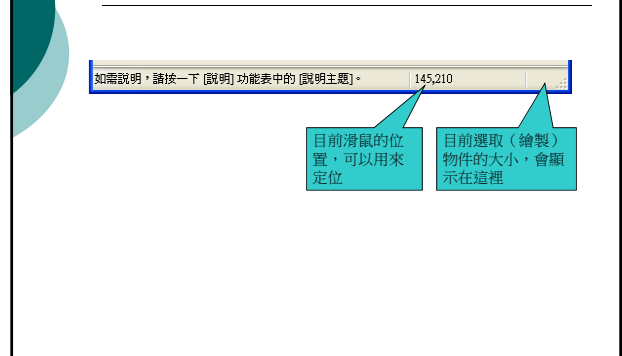 如需說明，請按一下 [說明] 功能表中的 [說明主題]。 145,210
目前滑鼠的位
置，可以用來
定位
目前選取（繪製）
物件的大小，會顯
示在這裡